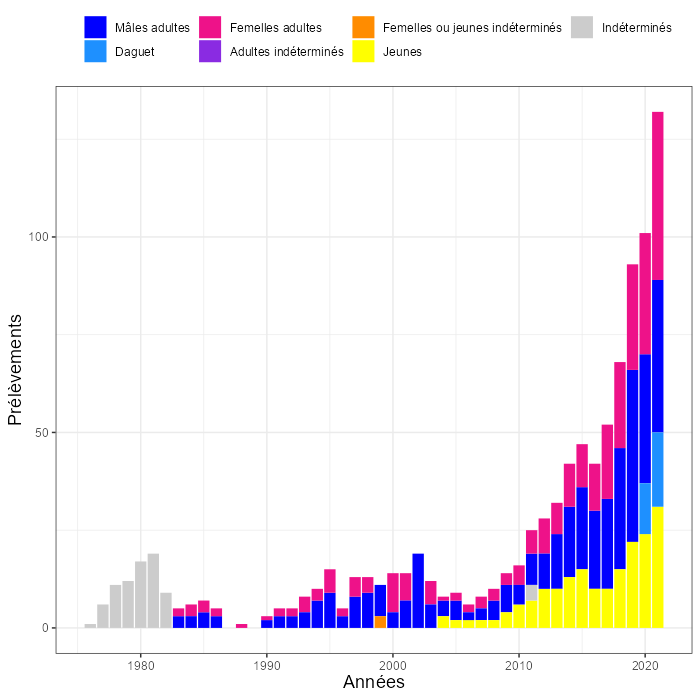 Mâles adultes Femelles adultes Femelles ou jeunes indéterminés Indéterminés
Daguet Adultes indéterminés Jeunes
Prélèvements
100
50
0
1980 1990 2000 2010 2020
Années